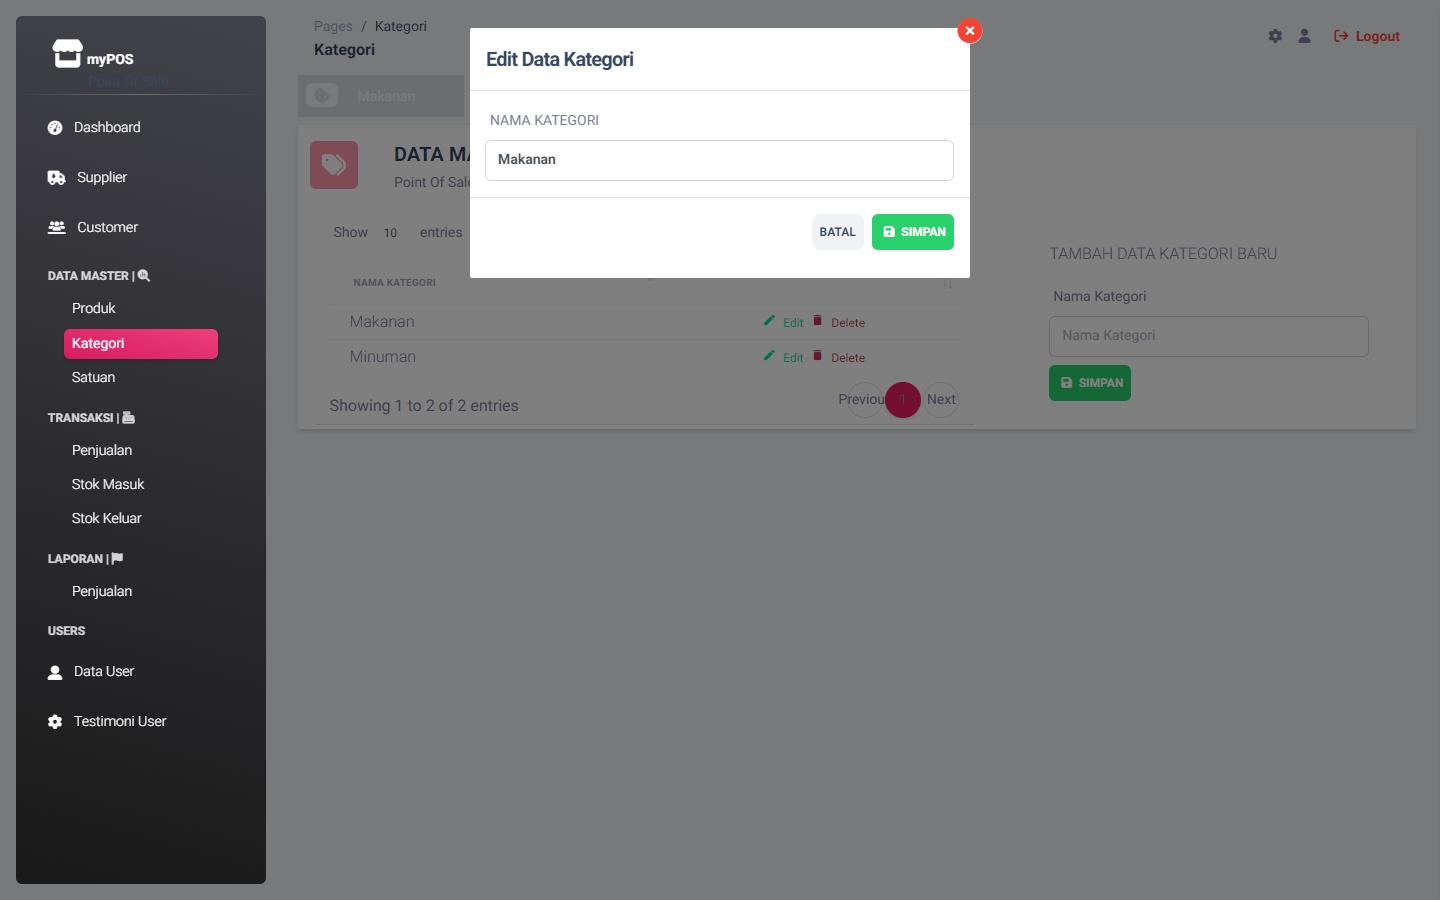 myPOS
Point Of Sale
Dashboard
Supplier
Customer
DATA MASTER |
Produk
Kategori
Satuan
TRANSAKSI |
Penjualan
Stok Masuk
Stok Keluar
LAPORAN |
Penjualan
USERS
Data User
Testimoni User
Pages / Kategori
Kategori
Logout
Makanan
DATA MA
Point Of Sale
Show 10 entries
NAMA KATEGORI
Makanan Edit Delete
Minuman Edit Delete
Showing 1 to 2 of 2 entries
Previou 1 Next
TAMBAH DATA KATEGORI BARU
Nama Kategori
Nama Kategori
SIMPAN
Edit Data Kategori
NAMA KATEGORI
Makanan
BATAL SIMPAN